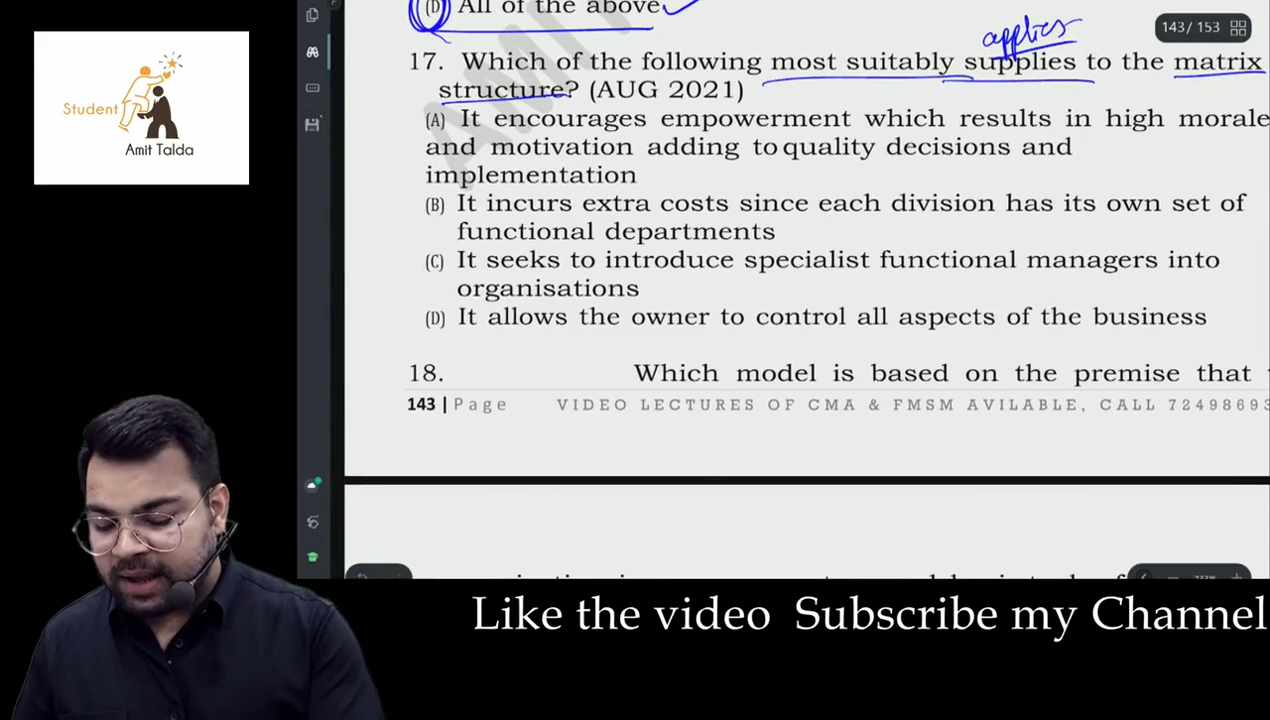 (D) All of the above
applies
143 / 153
17. Which of the following most suitably supplies to the matrix
structure? (AUG 2021)
(A) It encourages empowerment which results in high morale
and motivation adding to quality decisions and
implementation
(B) It incurs extra costs since each division has its own set of
functional departments
(C) It seeks to introduce specialist functional managers into
organisations
(D) It allows the owner to control all aspects of the business
18. Which model is based on the premise that
143 | Page VIDEO LECTURES OF CMA & FMSM AVILABLE, CALL 72498693
Student
Amit Talda
AMIT
Like the video Subscribe my Channel